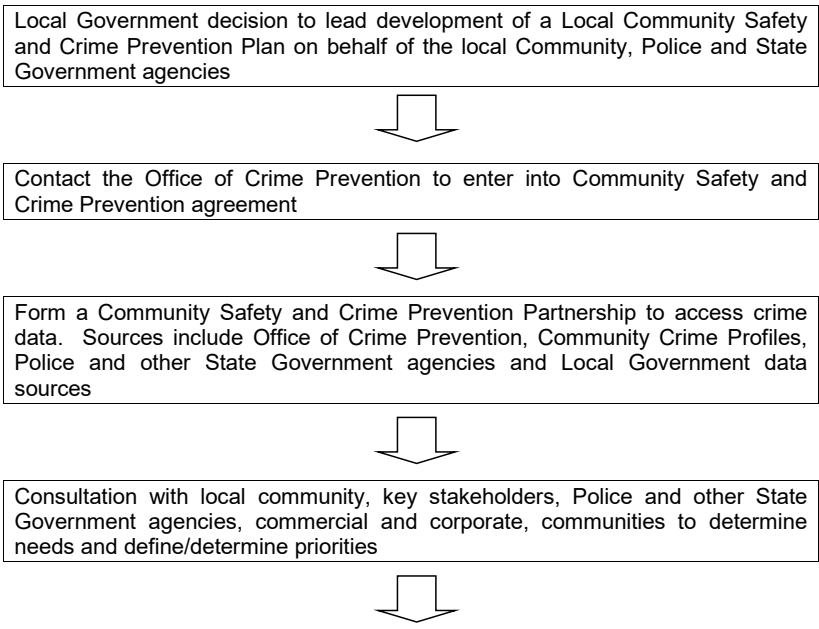 Local Government decision to lead development of a Local Community Safety
and Crime Prevention Plan on behalf of the local Community, Police and State
Government agencies
Contact the Office of Crime Prevention to enter into Community Safety and
Crime Prevention agreement
Form a Community Safety and Crime Prevention Partnership to access crime
data.  Sources include Office of Crime Prevention, Community Crime Profiles,
Police and other State Government agencies and Local Government data
sources
Consultation with local community, key stakeholders, Police and other State
Government agencies, commercial and corporate, communities to determine
needs and define/determine priorities